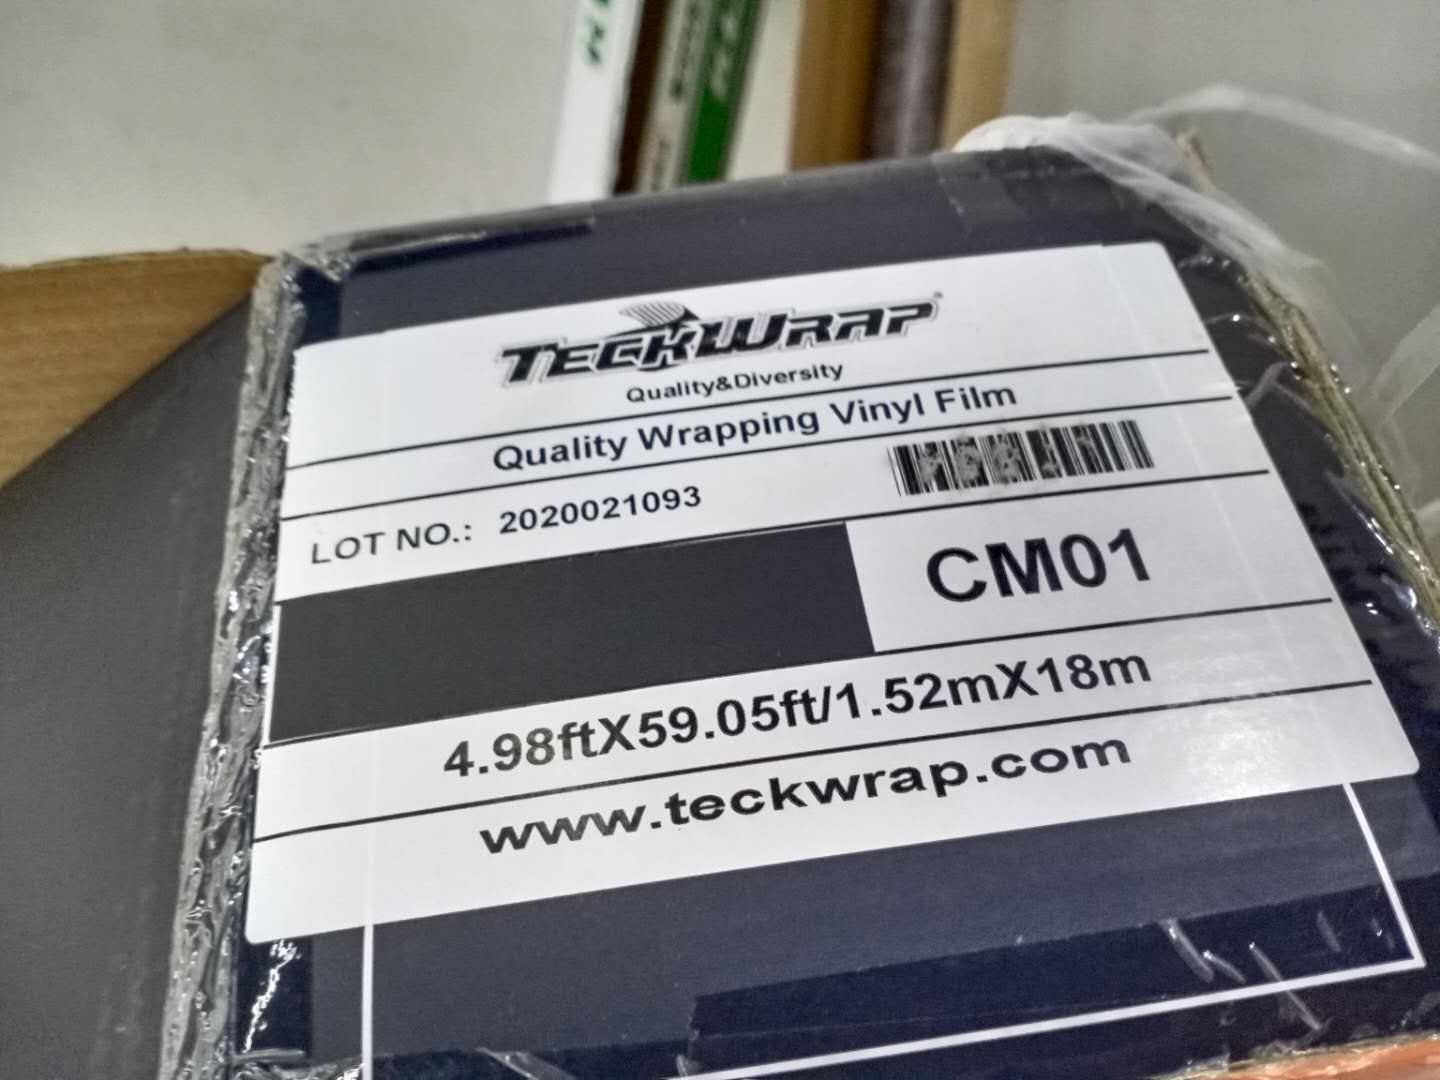 TECKWRAP®
Quality&Diversity
Quality Wrapping Vinyl Film
LOT NO.: 2020021093
CM01
4.98ftX59.05ft/1.52mX18m
www.teckwrap.com